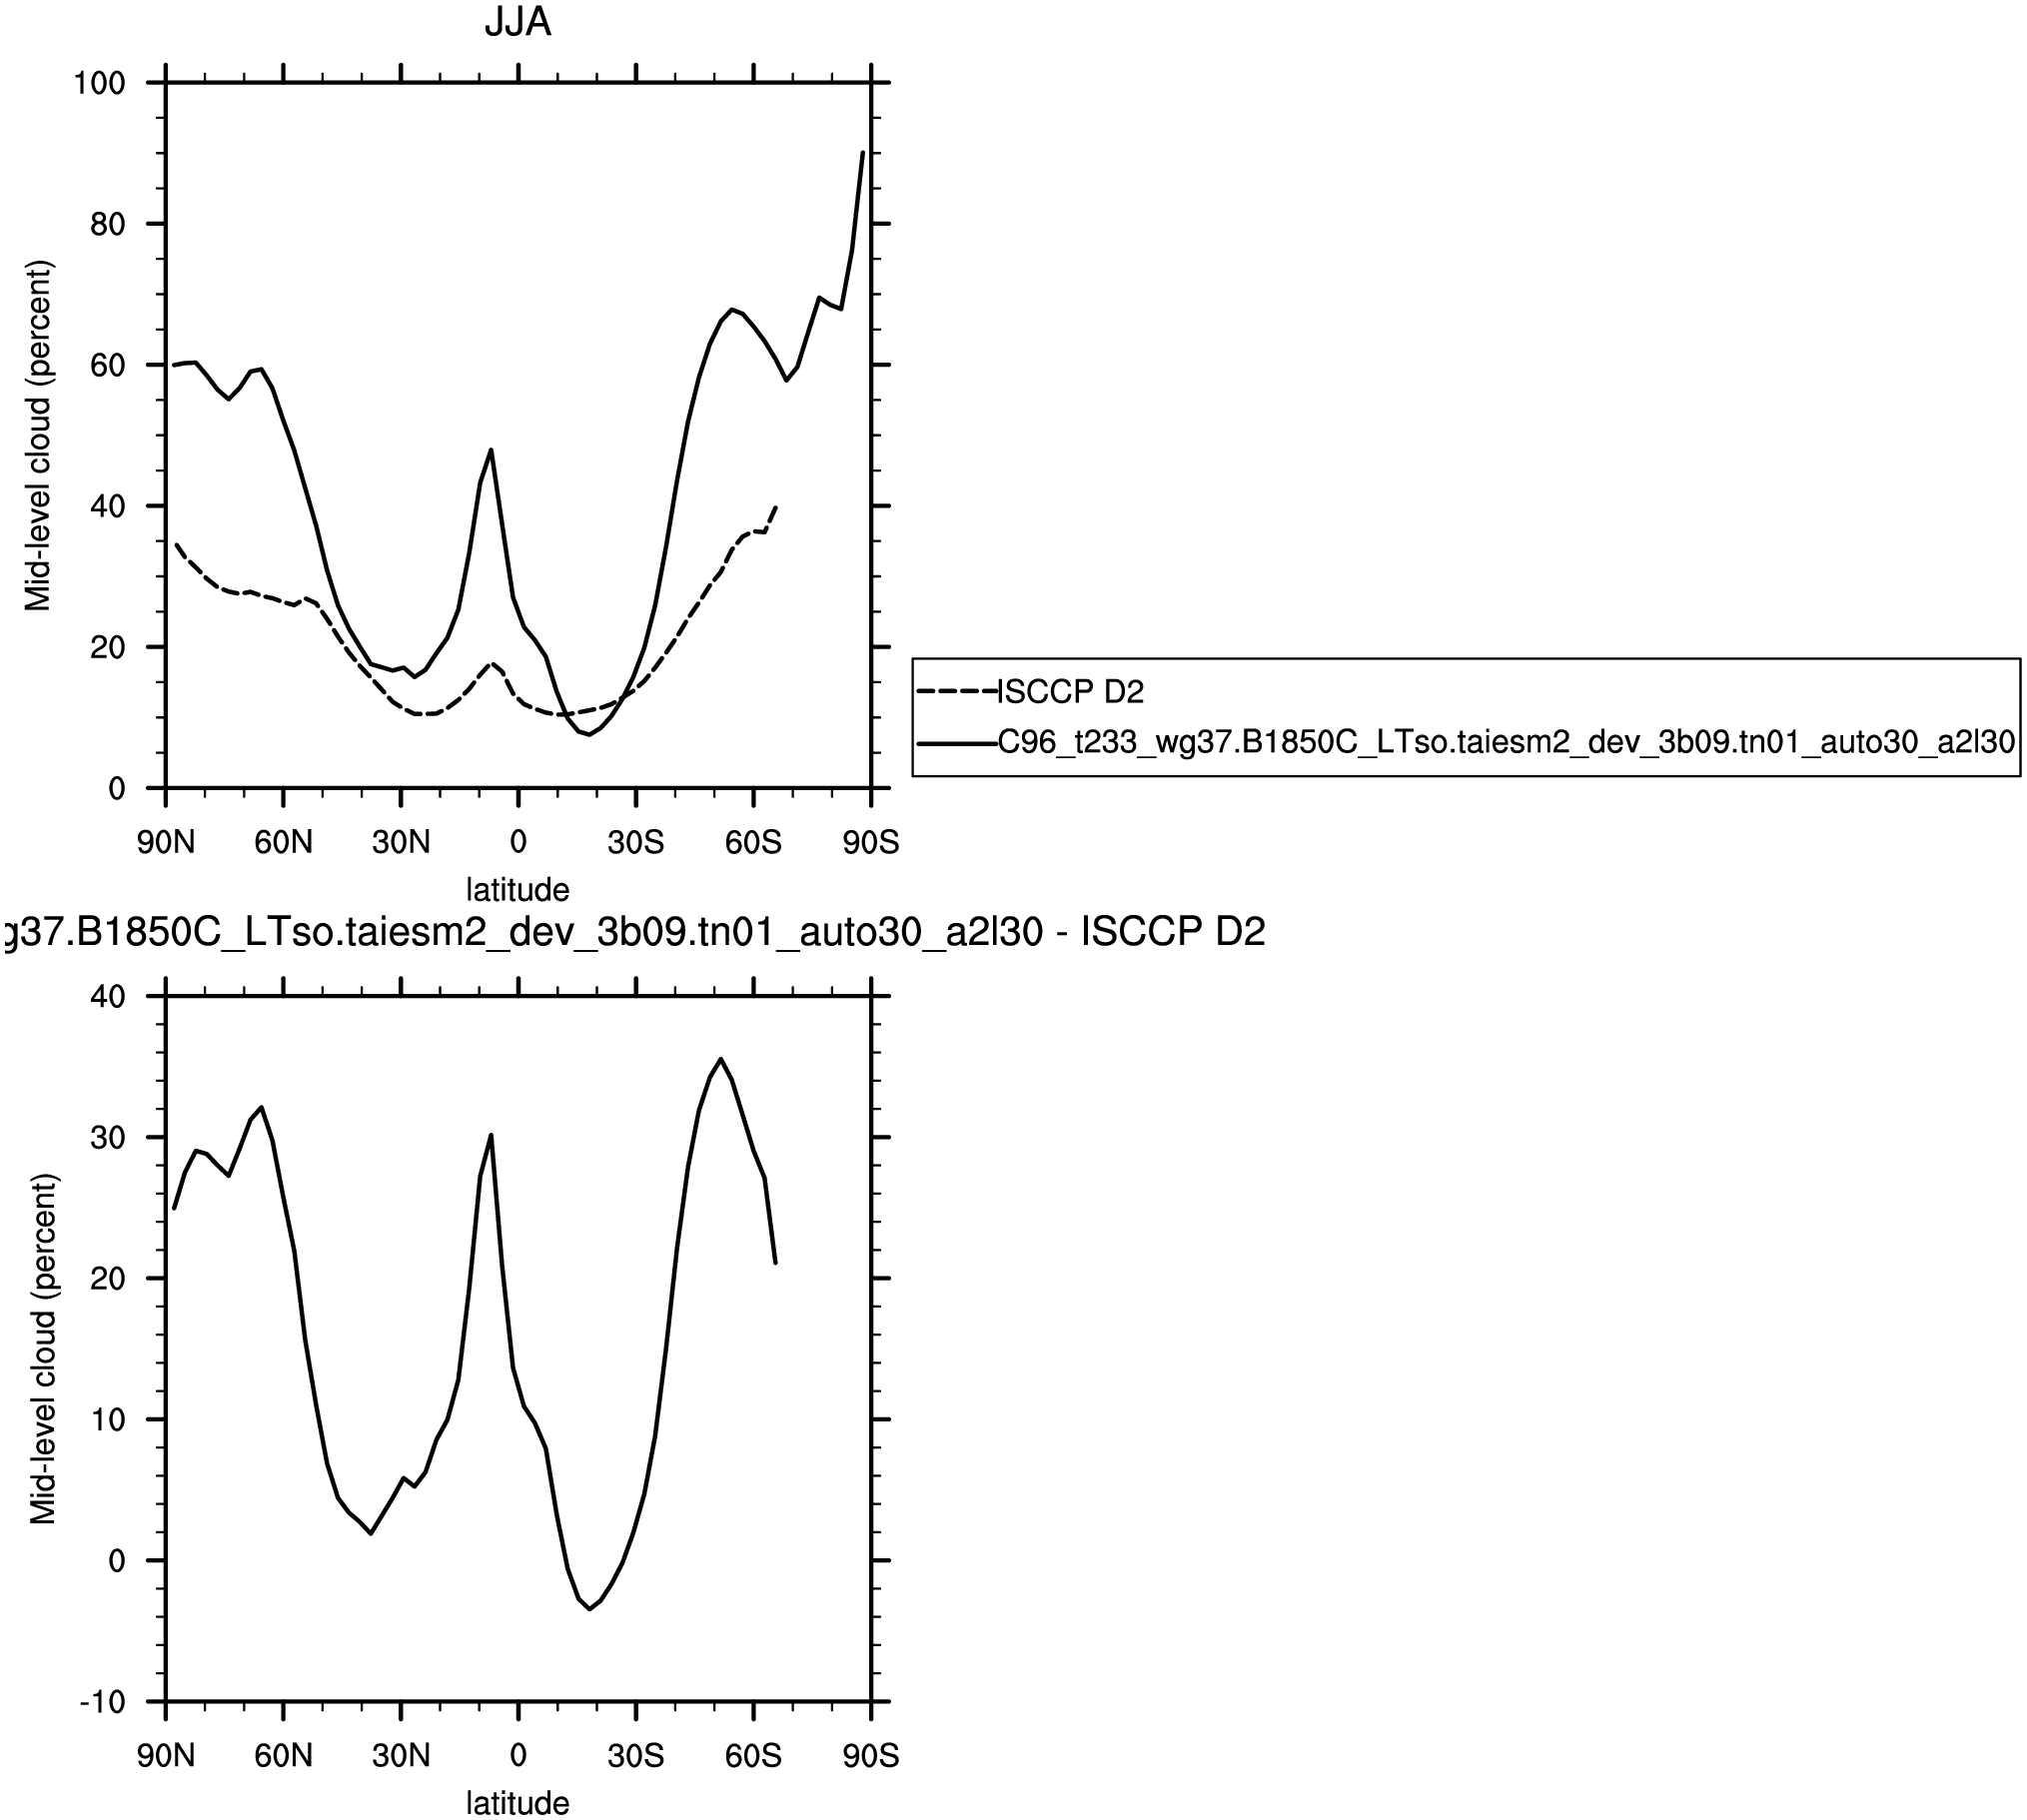 JJA
100
80
60
40
20
0
Mid-level cloud (percent)
90N 60N 30N 0 30S 60S 90S
latitude
ISCCP D2
C96_t233_wg37.B1850C_LTso.taiesm2_dev_3b09.tn01_auto30_a2l30
g37.B1850C_LTso.taiesm2_dev_3b09.tn01_auto30_a2l30 - ISCCP D2
40
30
20
10
0
-10
Mid-level cloud (percent)
90N 60N 30N 0 30S 60S 90S
latitude